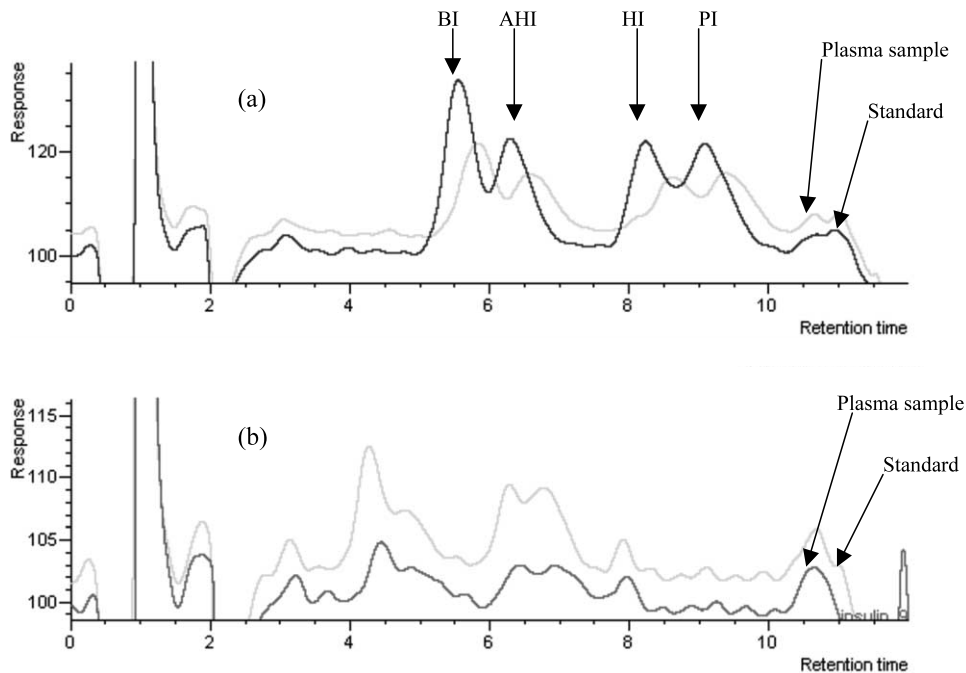 BI AHI HI PI
Plasma sample
Standard
(a)
Response
120
100
0 2 4 6 8 10
Retention time
Plasma sample
Standard
(b)
Response
115
110
105
100
insulin
0 2 4 6 8 10
Retention time